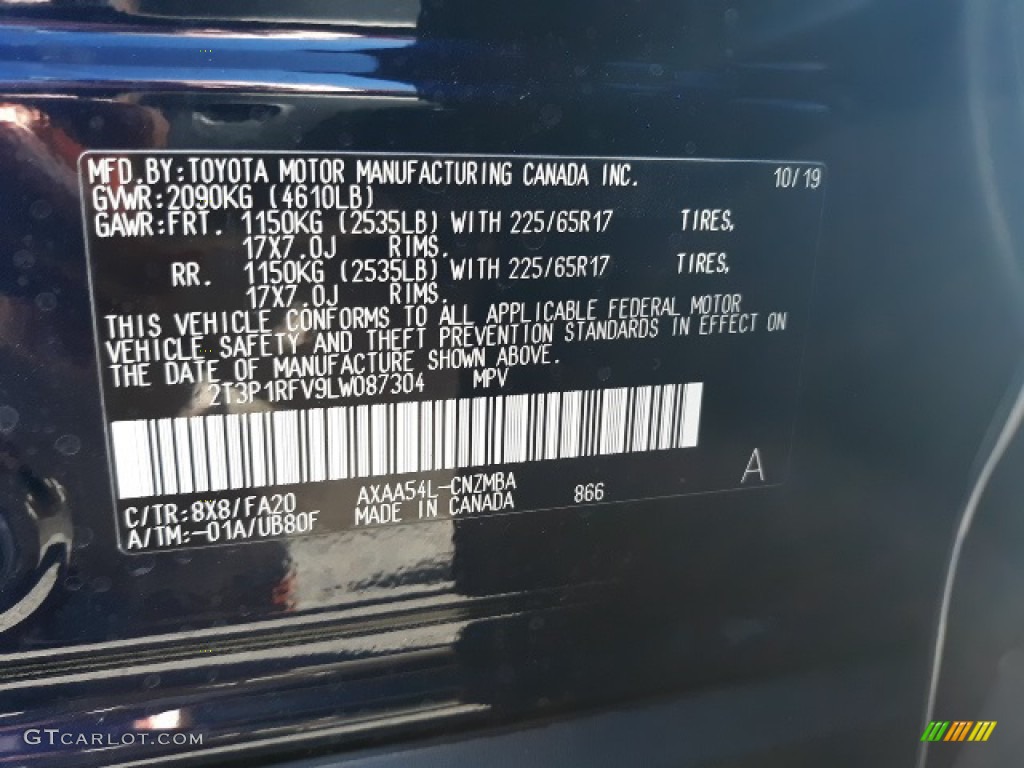 MFD.BY:TOYOTA MOTOR MANUFACTURING CANADA INC. 10/19
GVWR:2090KG (4610LB)
GAWR:FRT. 1150KG (2535LB) WITH 225/65R17 TIRES,
17X7.0J RIMS.
RR. 1150KG (2535LB) WITH 225/65R17 TIRES,
17X7.0J RIMS.
THIS VEHICLE CONFORMS TO ALL APPLICABLE FEDERAL MOTOR
VEHICLE SAFETY AND THEFT PREVENTION STANDARDS IN EFFECT ON
THE DATE OF MANUFACTURE SHOWN ABOVE.
2T3P1RFV9LW087304 MPV
A
C/TR:8X8/FA20 AXAA54L-CNZMBA 866
A/TM:-01A/UB80F MADE IN CANADA
GTCARLOT.COM